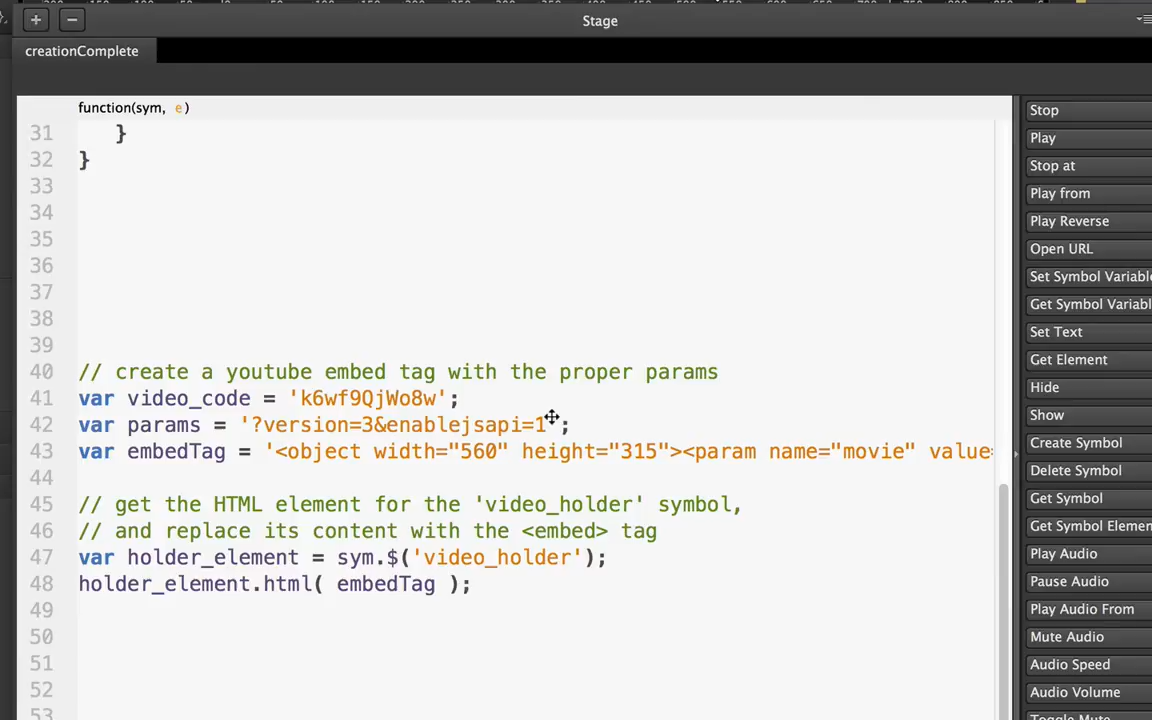 Stage
creationComplete
function(sym, e)
31 }
32 }
33
34
35
36
37
38
39
40 // create a youtube embed tag with the proper params
41 var video_code = 'k6wf9QjWo8w';
42 var params = '?version=3&enablejsapi=1';
43 var embedTag = '<object width="560" height="315"><param name="movie" value=
44
45 // get the HTML element for the 'video_holder' symbol,
46 // and replace its content with the <embed> tag
47 var holder_element = sym.$('video_holder');
48 holder_element.html( embedTag );
49
50
51
52
53
Stop
Play
Stop at
Play from
Play Reverse
Open URL
Set Symbol Variable
Get Symbol Variabl
Set Text
Get Element
Hide
Show
Create Symbol
Delete Symbol
Get Symbol
Get Symbol Elemen
Play Audio
Pause Audio
Play Audio From
Mute Audio
Audio Speed
Audio Volume
Toggle Mute